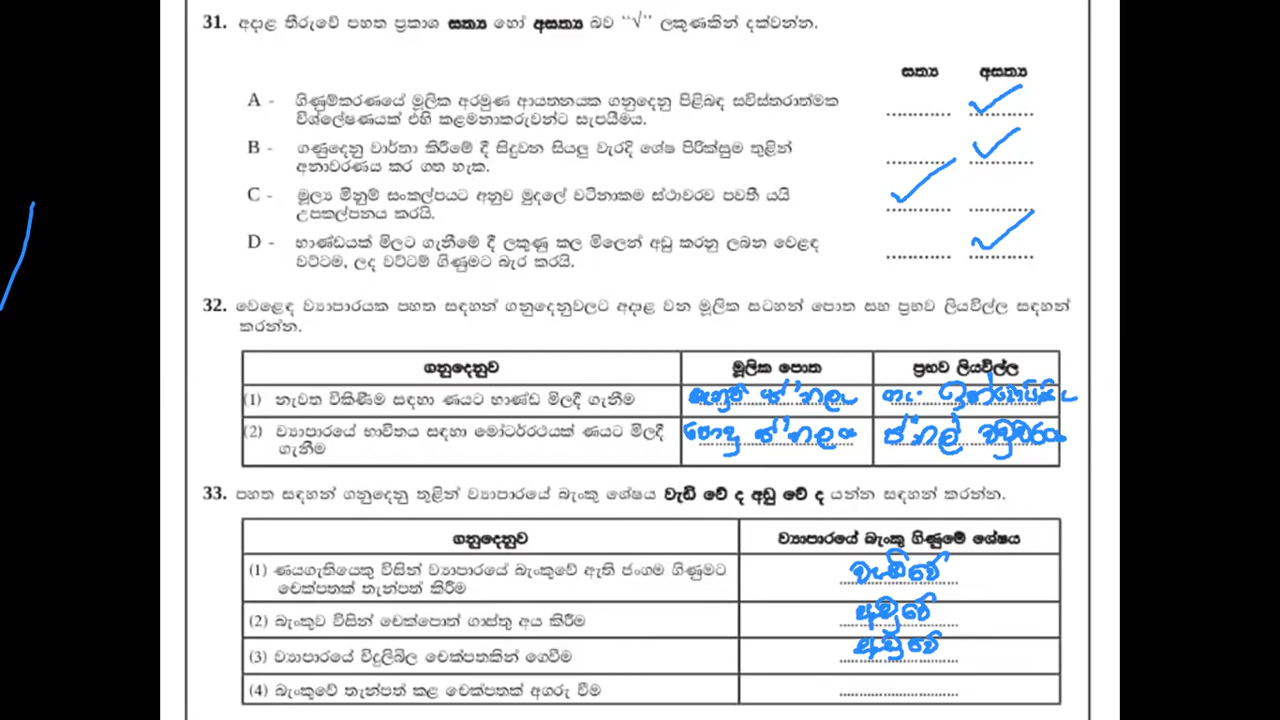 31. අදාළ තීරුවේ පහත ප්‍රකාශ සත්‍ය හෝ අසත්‍ය බව "√" ලකුණකින් දක්වන්න.
සත්‍ය අසත්‍ය
A - ගිණුම්කරණයේ මූලික අරමුණ ආයතනයක ගනුදෙනු පිළිබඳ සවිස්තරාත්මක
විශ්ලේෂණයක් එහි කළමනාකරුවන්ට සැපයීමය.
B - ගණුදෙනු වාර්තා කිරීමේ දී සිදුවන සියලු වැරදි ශේෂ පිරික්සුම තුළින්
අනාවරණය කර ගත හැක.
C - මූල්‍ය මිනුම් සංකල්පයට අනුව මුදලේ වටිනාකම ස්ථාවරව පවතී යයි
උපකල්පනය කරයි.
D - භාණ්ඩයක් මිලට ගැනීමේ දී ලකුණු කල මිලෙන් අඩු කරනු ලබන වෙළඳ
වට්ටම, ලද වට්ටම් ගිණුමට බැර කරයි.
32. වෙළෙඳ ව්‍යාපාරයක පහත සඳහන් ගනුදෙනුවලට අදාළ වන මූලික සටහන් පොත සහ ප්‍රභව ලියවිල්ල සඳහන්
කරන්න.
ගනුදෙනුව මූලික පොත ප්‍රභව ලියවිල්ල
(1) නැවත විකිණීම සඳහා ණයට භාණ්ඩ මිලදී ගැනීම
(2) ව්‍යාපාරයේ භාවිතය සඳහා මෝටර්රථයක් ණයට මිලදී පොදු ජ'නලය ජ'නල් වවුචරය
ගැනීම
33. පහත සඳහන් ගනුදෙනු තුළින් ව්‍යාපාරයේ බැංකු ශේෂය වැඩි වේ ද අඩු වේ ද යන්න සඳහන් කරන්න.
ගනුදෙනුව ව්‍යාපාරයේ බැංකු ගිණුමේ ශේෂය
(1) ණයගැතියෙකු විසින් ව්‍යාපාරයේ බැංකුවේ ඇති ජංගම ගිණුමට වැඩිවේ
චෙක්පතක් තැන්පත් කිරීම
(2) බැංකුව විසින් චෙක්පොත් ගාස්තු අය කිරීම අඩුවේ
(3) ව්‍යාපාරයේ විදුලිබිල චෙක්පතකින් ගෙවීම අඩුවේ
(4) බැංකුවේ තැන්පත් කළ චෙක්පතක් අගරු වීම